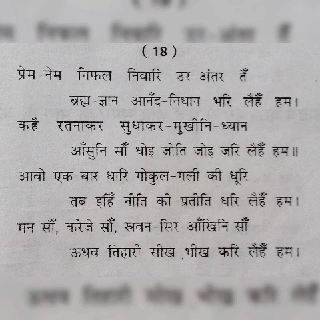 ( 18 )
प्रेम-नेम निफल निवारि उर-अंतर तैं
ब्रह्म-ज्ञान आनँद-निधान भरि लैहैं हम।
कहै रतनाकर सुधाकर-मुखीनि-ध्यान
आँसुनि सौं धोइ जोति जोइ जरि लैहैं हम॥
आवो एक बार धारि गोकुल-गली की धूरि
तब इहिं नीति की प्रतीति धरि लैहैं हम।
मन सौं, करेजे सौं, स्रवन-सिर आँखिनि सौं
ऊधव तिहारी सीख भीख करि लैहैं हम।